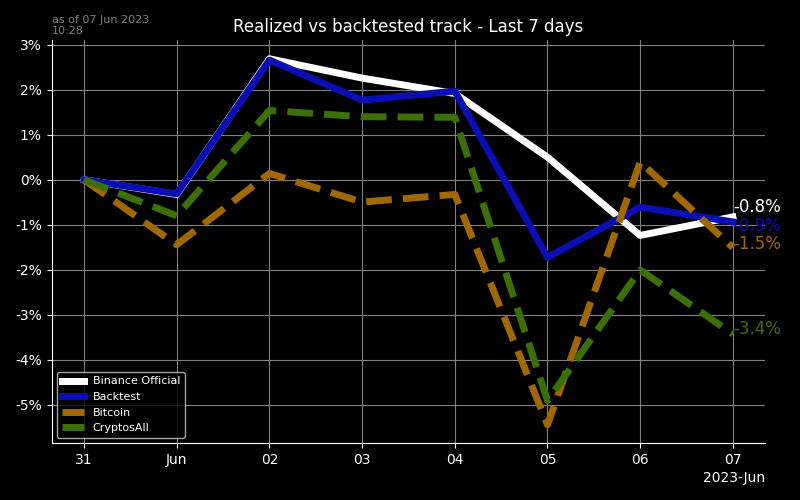 as of 07 Jun 2023
10:28
Realized vs backtested track - Last 7 days
3%
2%
1%
0%
-1%
-2%
-3%
-4%
-5%
-0.8%
-0.9%
-1.5%
-3.4%
Binance Official
Backtest
Bitcoin
CryptosAll
31 Jun 02 03 04 05 06 07
2023-Jun